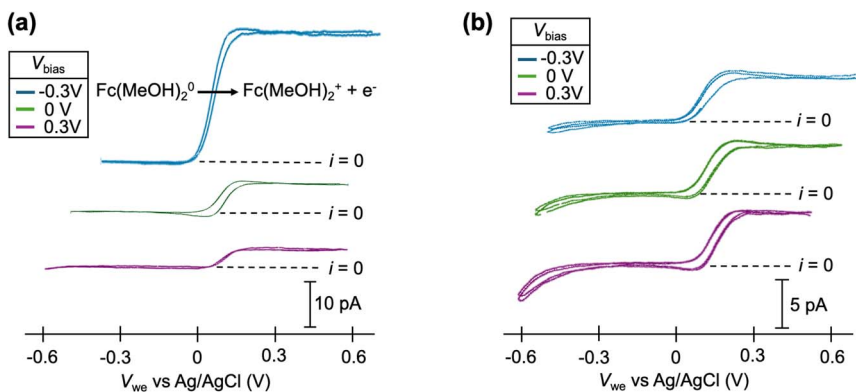 (a)
V_bias
-0.3V
0 V
0.3V
Fc(MeOH)₂⁰ → Fc(MeOH)₂⁺ + e⁻
i = 0
i = 0
i = 0
10 pA
-0.6 -0.3 0 0.3 0.6
V_we vs Ag/AgCl (V)
(b)
V_bias
-0.3V
0 V
0.3V
i = 0
i = 0
i = 0
5 pA
-0.6 -0.3 0 0.3 0.6
V_we vs Ag/AgCl (V)